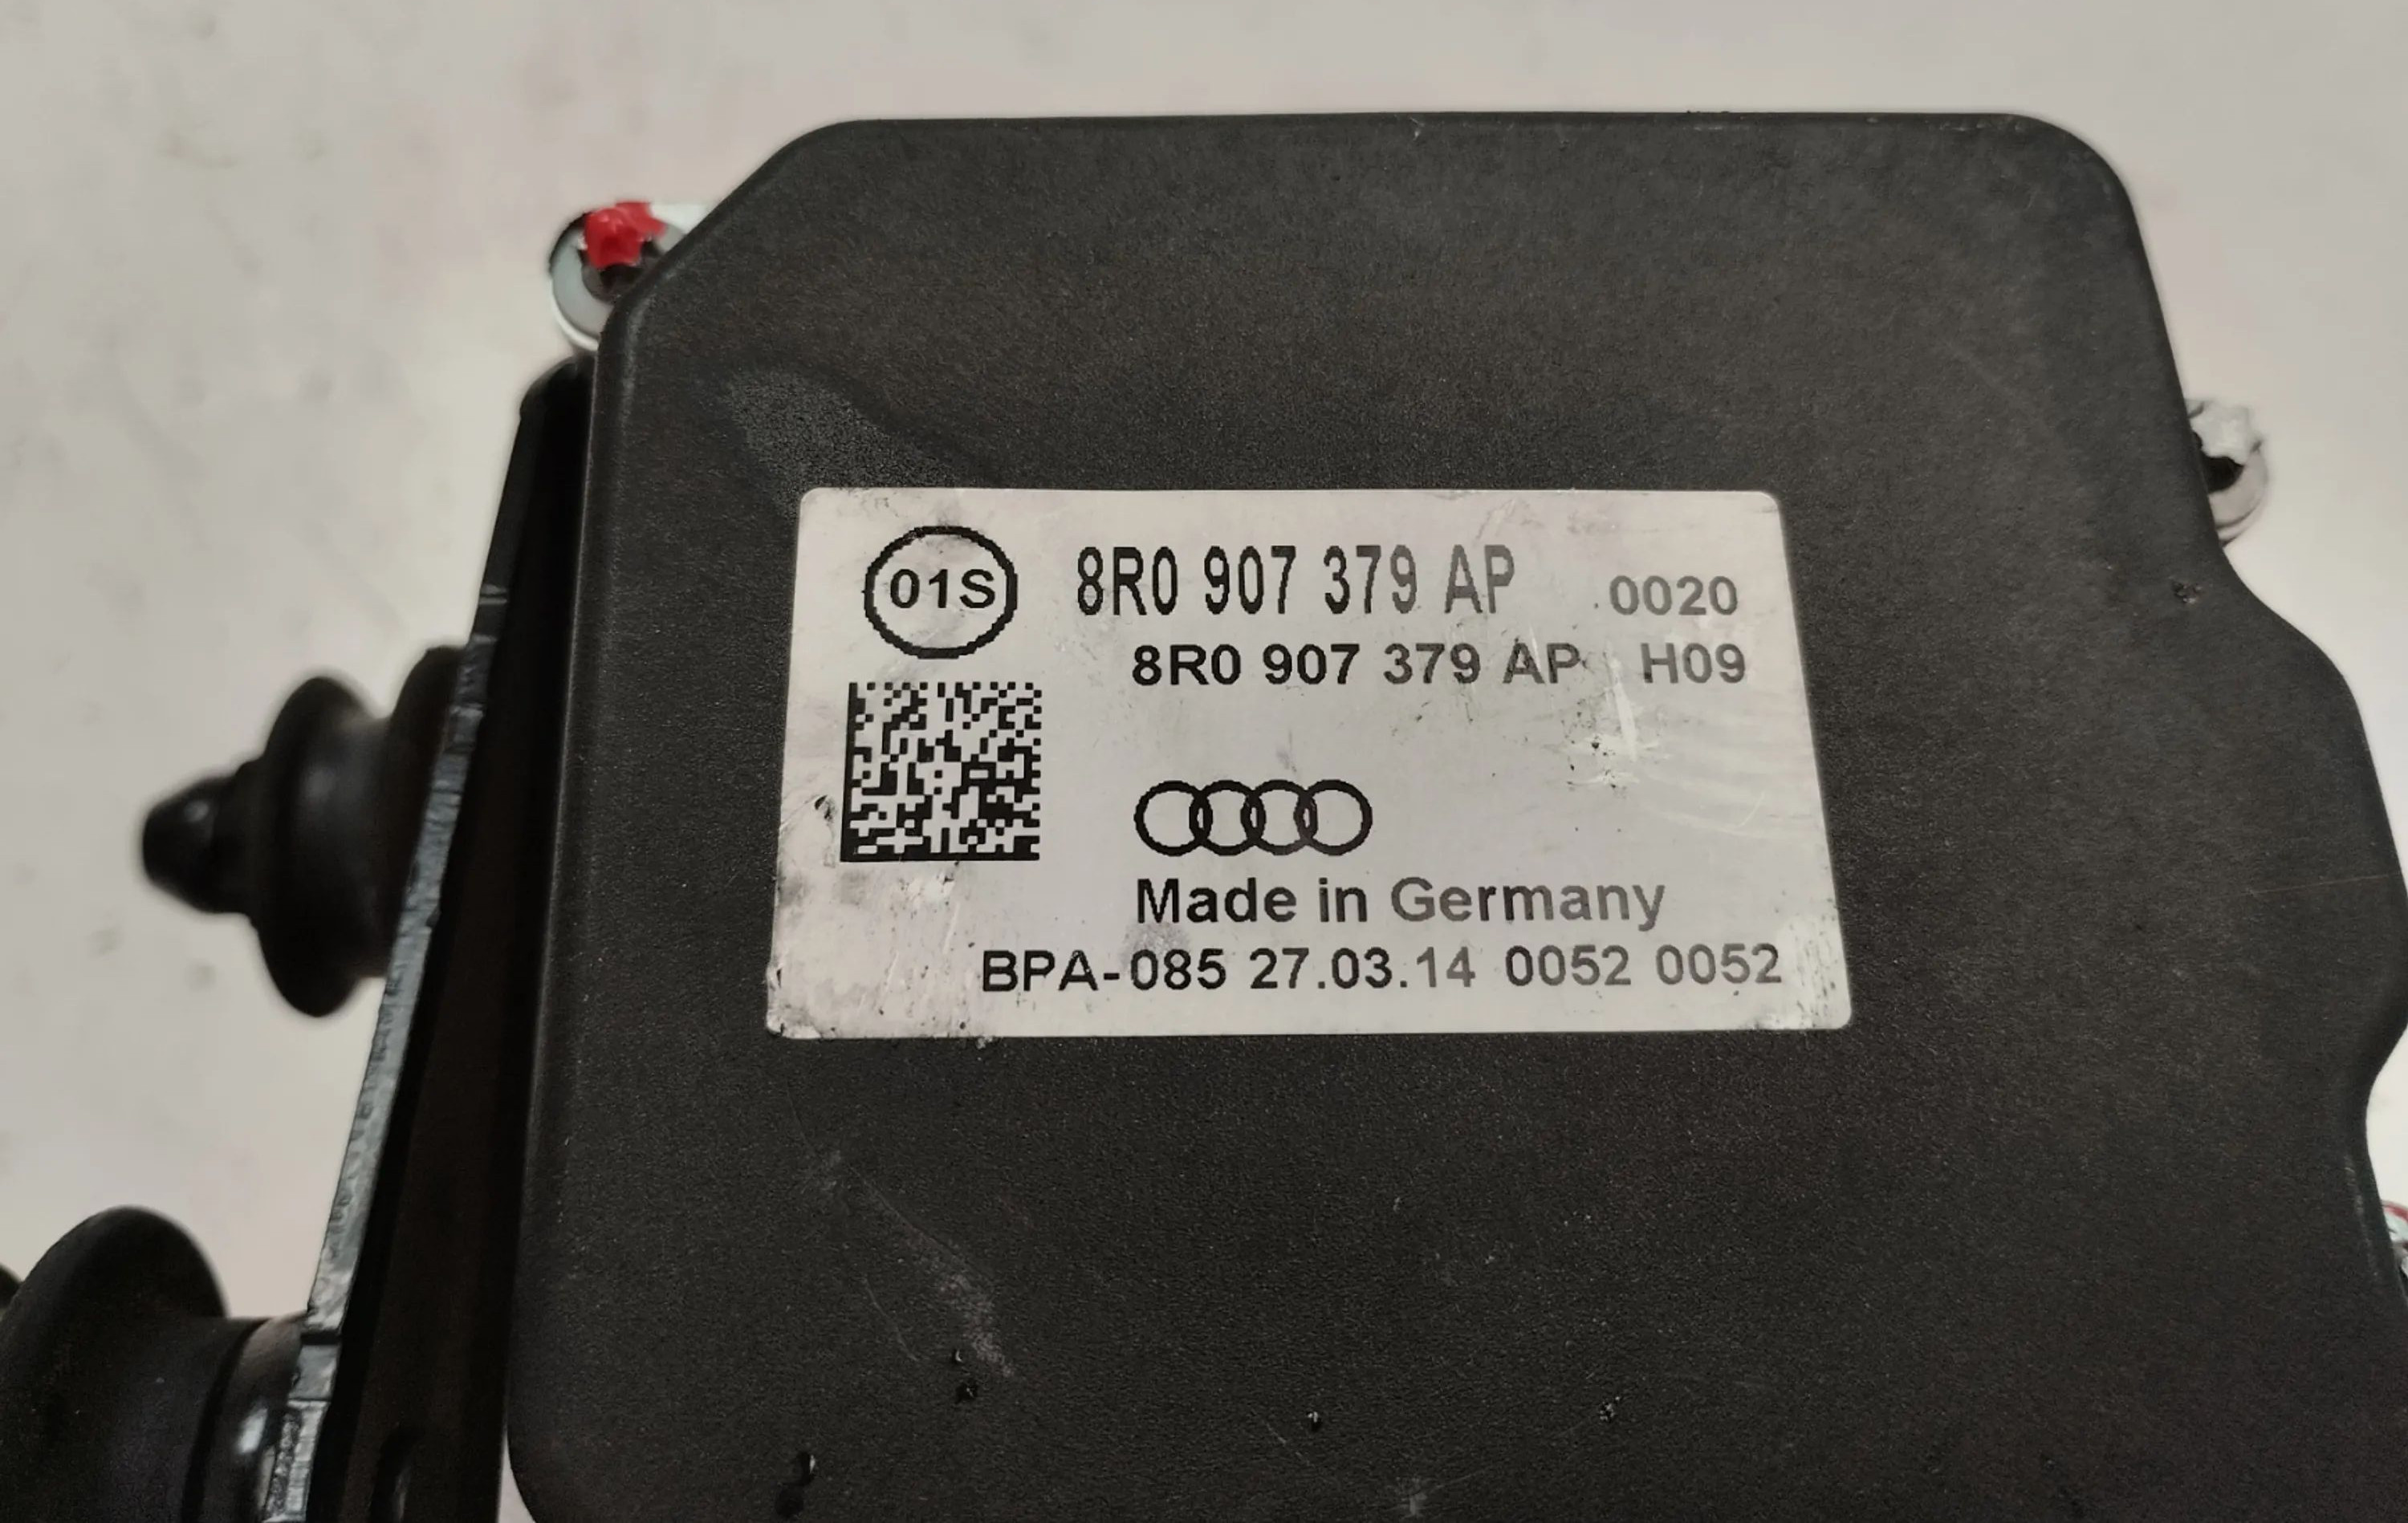 01S
8R0 907 379 AP 0020
8R0 907 379 AP H09
Made in Germany
BPA-085 27.03.14 0052 0052